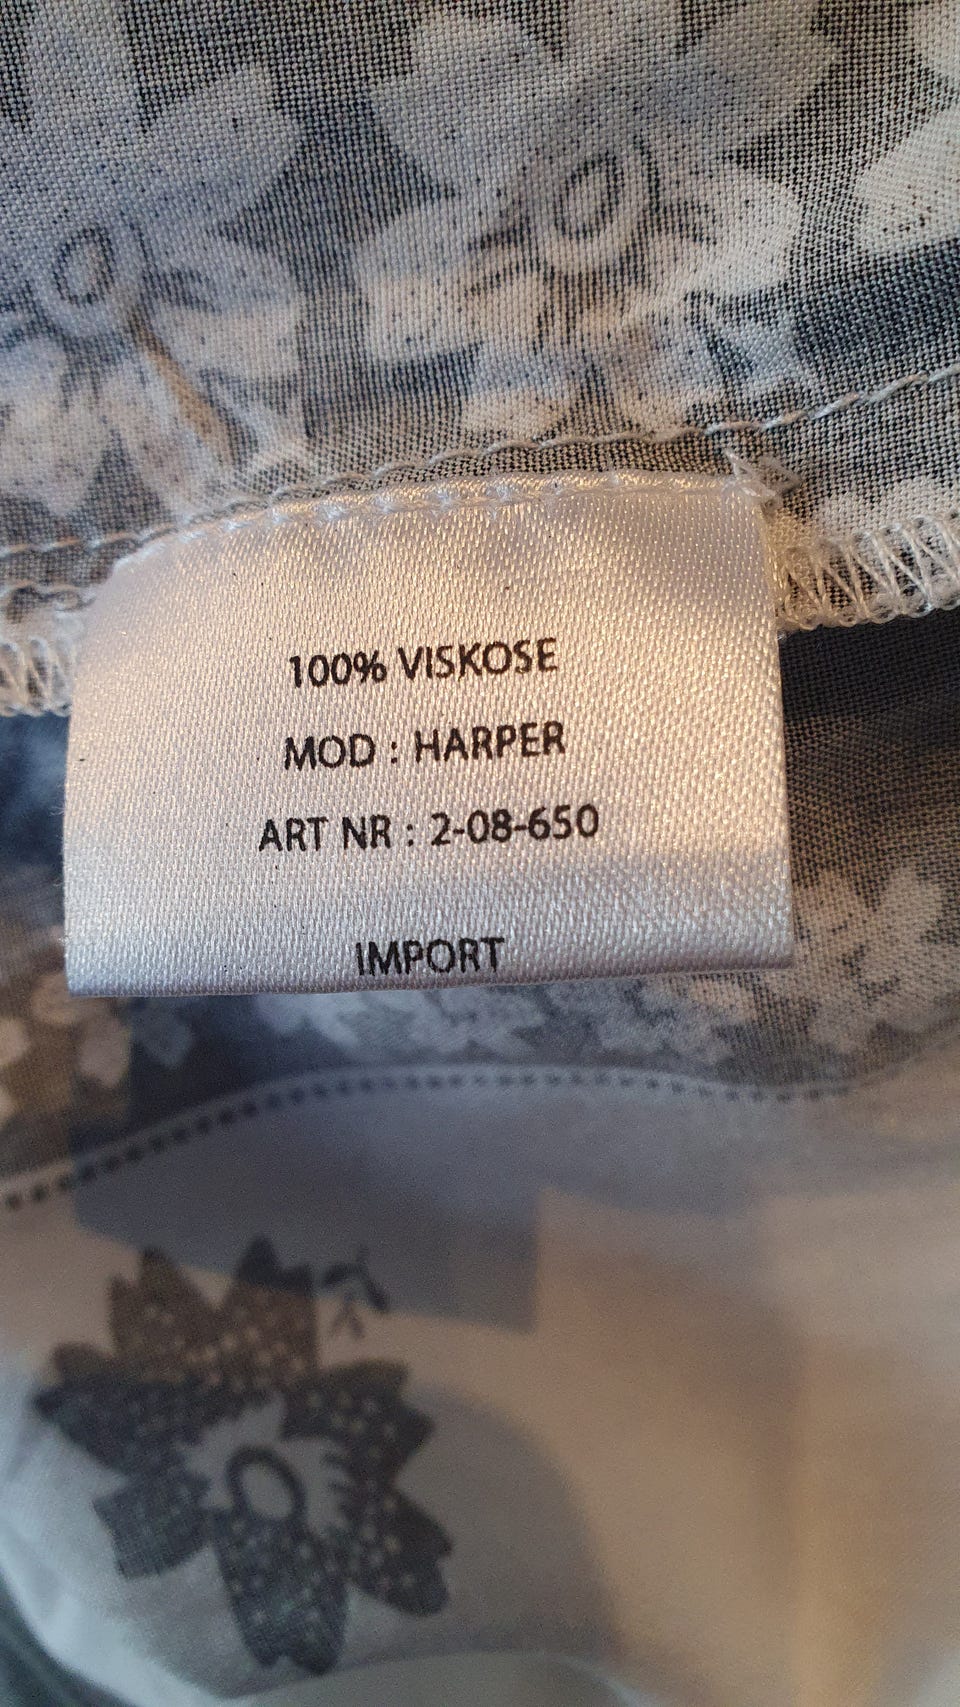 100% VISKOSE
MOD : HARPER
ART NR : 2-08-650
IMPORT